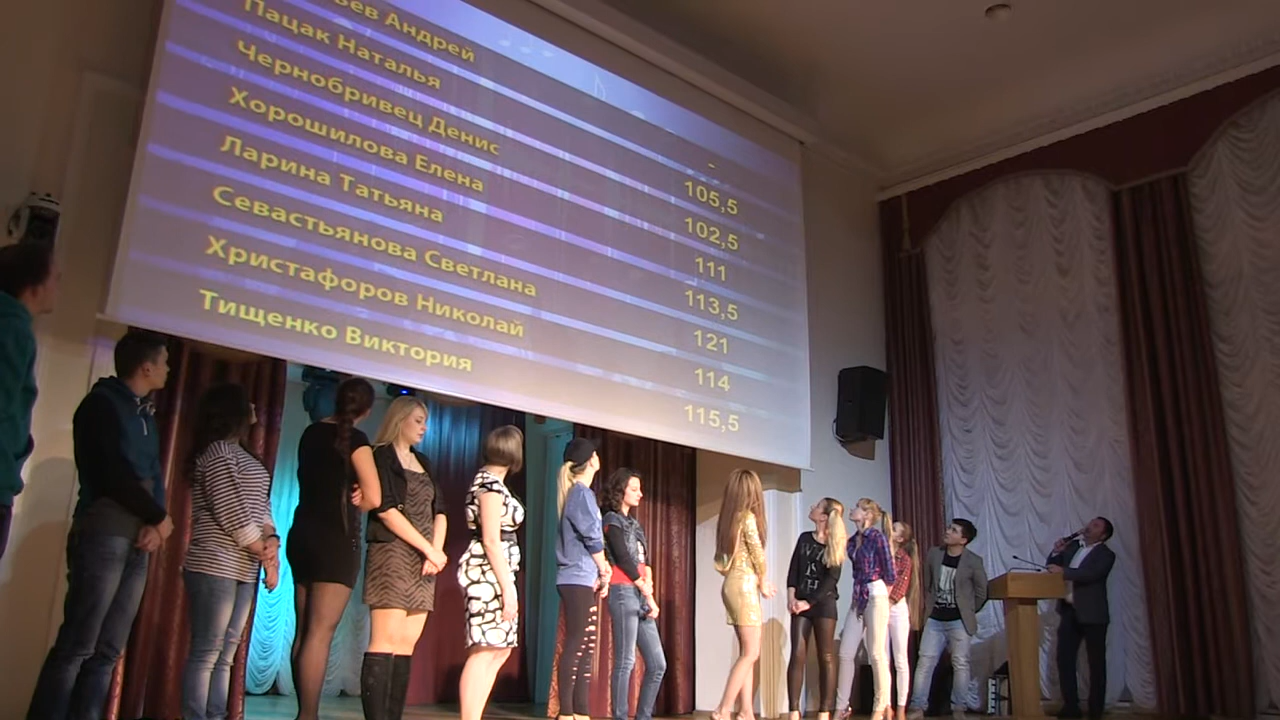 Андрей -
Пацак Наталья 105,5
Чернобривец Денис 102,5
Хорошилова Елена 111
Ларина Татьяна 113,5
Севастьянова Светлана 121
Христафоров Николай 114
Тищенко Виктория 115,5